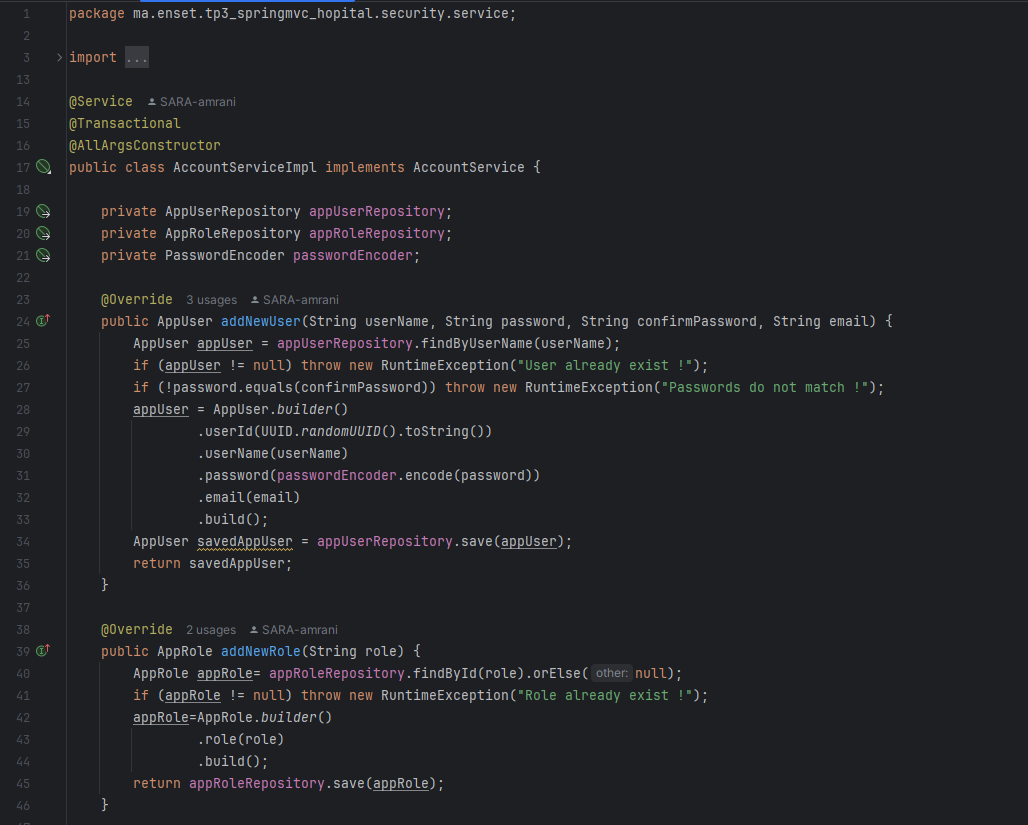 1 package ma.enset.tp3_springmvc_hopital.security.service;
2
3 import ...
13
14 @Service SARA-amrani
15 @Transactional
16 @AllArgsConstructor
17 public class AccountServiceImpl implements AccountService {
18
19 private AppUserRepository appUserRepository;
20 private AppRoleRepository appRoleRepository;
21 private PasswordEncoder passwordEncoder;
22
23 @Override 3 usages SARA-amrani
24 public AppUser addNewUser(String userName, String password, String confirmPassword, String email) {
25 AppUser appUser = appUserRepository.findByUserName(userName);
26 if (appUser != null) throw new RuntimeException("User already exist !");
27 if (!password.equals(confirmPassword)) throw new RuntimeException("Passwords do not match !");
28 appUser = AppUser.builder()
29 .userId(UUID.randomUUID().toString())
30 .userName(userName)
31 .password(passwordEncoder.encode(password))
32 .email(email)
33 .build();
34 AppUser savedAppUser = appUserRepository.save(appUser);
35 return savedAppUser;
36 }
37
38 @Override 2 usages SARA-amrani
39 public AppRole addNewRole(String role) {
40 AppRole appRole= appRoleRepository.findById(role).orElse( other: null);
41 if (appRole != null) throw new RuntimeException("Role already exist !");
42 appRole=AppRole.builder()
43 .role(role)
44 .build();
45 return appRoleRepository.save(appRole);
46 }